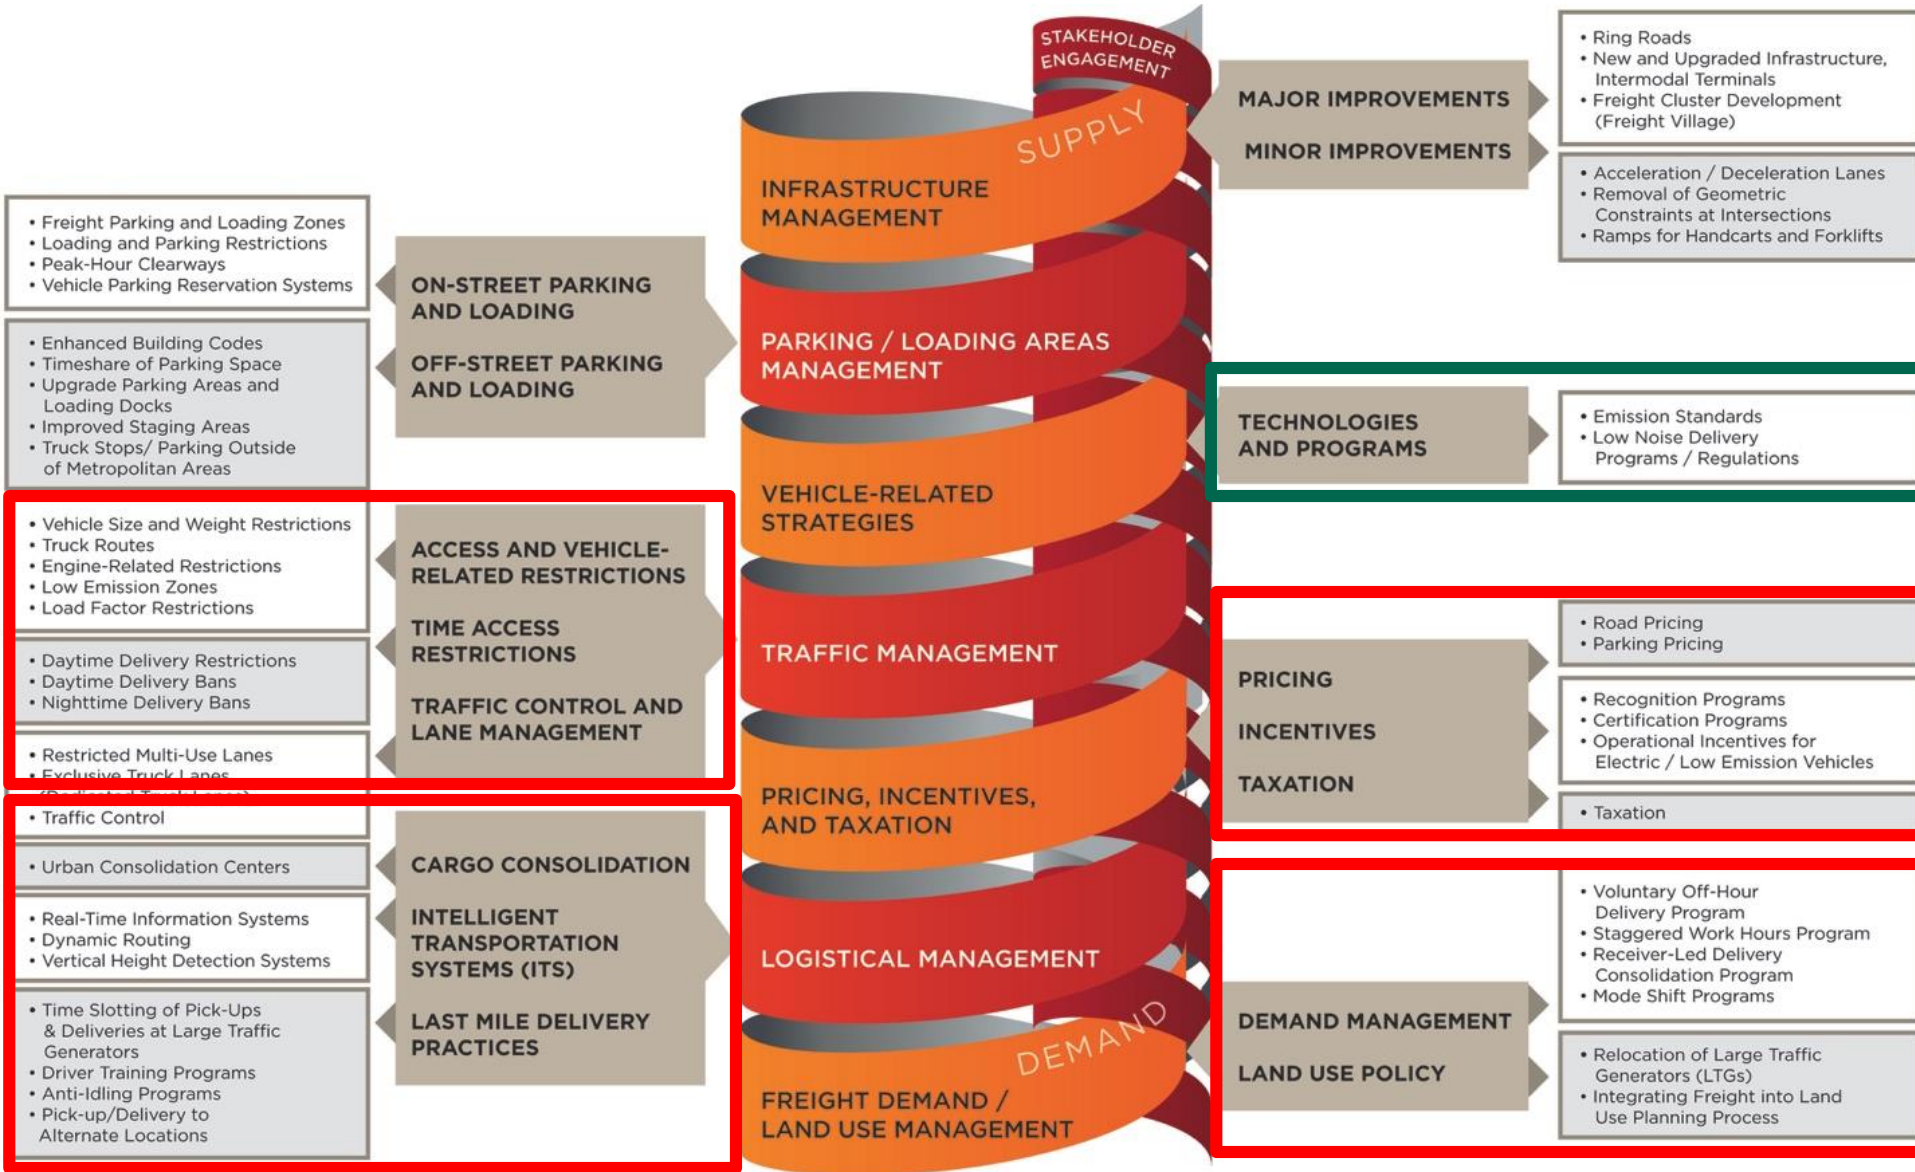 STAKEHOLDER
ENGAGEMENT
SUPPLY
INFRASTRUCTURE
MANAGEMENT
MAJOR IMPROVEMENTS
MINOR IMPROVEMENTS
• Ring Roads
• New and Upgraded Infrastructure,
Intermodal Terminals
• Freight Cluster Development
(Freight Village)
• Acceleration / Deceleration Lanes
• Removal of Geometric
Constraints at Intersections
• Ramps for Handcarts and Forklifts
• Freight Parking and Loading Zones
• Loading and Parking Restrictions
• Peak-Hour Clearways
• Vehicle Parking Reservation Systems
• Enhanced Building Codes
• Timeshare of Parking Space
• Upgrade Parking Areas and
Loading Docks
• Improved Staging Areas
• Truck Stops/ Parking Outside
of Metropolitan Areas
ON-STREET PARKING
AND LOADING
OFF-STREET PARKING
AND LOADING
PARKING / LOADING AREAS
MANAGEMENT
VEHICLE-RELATED
STRATEGIES
TECHNOLOGIES
AND PROGRAMS
• Emission Standards
• Low Noise Delivery
Programs / Regulations
• Vehicle Size and Weight Restrictions
• Truck Routes
• Engine-Related Restrictions
• Low Emission Zones
• Load Factor Restrictions
• Daytime Delivery Restrictions
• Daytime Delivery Bans
• Nighttime Delivery Bans
• Restricted Multi-Use Lanes
• Exclusive Truck Lanes
(Dedicated Truck Lanes)
• Traffic Control
ACCESS AND VEHICLE-
RELATED RESTRICTIONS
TIME ACCESS
RESTRICTIONS
TRAFFIC CONTROL AND
LANE MANAGEMENT
TRAFFIC MANAGEMENT
PRICING, INCENTIVES,
AND TAXATION
PRICING
INCENTIVES
TAXATION
• Road Pricing
• Parking Pricing
• Recognition Programs
• Certification Programs
• Operational Incentives for
Electric / Low Emission Vehicles
• Taxation
• Urban Consolidation Centers
• Real-Time Information Systems
• Dynamic Routing
• Vertical Height Detection Systems
• Time Slotting of Pick-Ups
& Deliveries at Large Traffic
Generators
• Driver Training Programs
• Anti-Idling Programs
• Pick-up/Delivery to
Alternate Locations
CARGO CONSOLIDATION
INTELLIGENT
TRANSPORTATION
SYSTEMS (ITS)
LAST MILE DELIVERY
PRACTICES
LOGISTICAL MANAGEMENT
DEMAND
FREIGHT DEMAND /
LAND USE MANAGEMENT
DEMAND MANAGEMENT
LAND USE POLICY
• Voluntary Off-Hour
Delivery Program
• Staggered Work Hours Program
• Receiver-Led Delivery
Consolidation Program
• Mode Shift Programs
• Relocation of Large Traffic
Generators (LTGs)
• Integrating Freight into Land
Use Planning Process